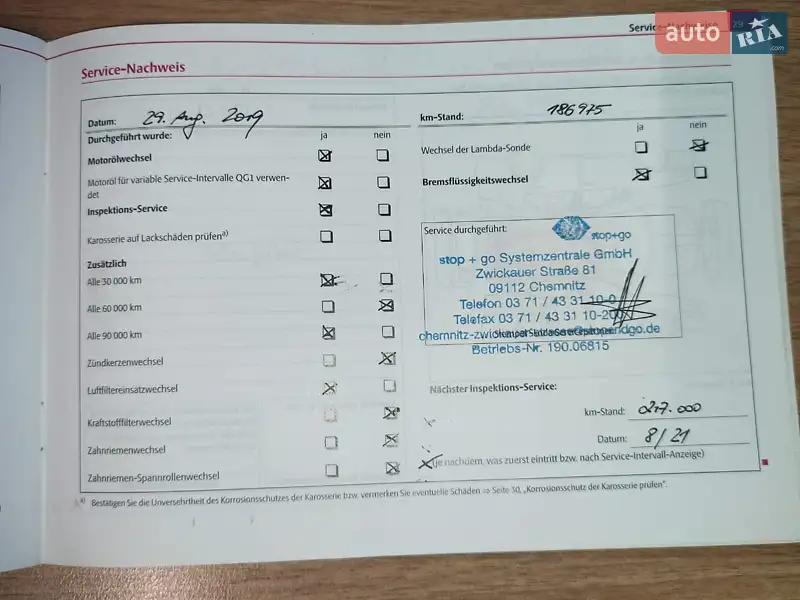 auto RIA .com
Service-Nachweis
Datum: 29. Aug. 2019
km-Stand: 186975
Durchgeführt wurde: ja nein
ja nein
Motorölwechsel
Wechsel der Lambda-Sonde
Motoröl für variable Service-Intervalle QG1 verwen-
det
Bremsflüssigkeitswechsel
Inspektions-Service
Karosserie auf Lackschäden prüfen a)
Service durchgeführt:
stop+go
stop + go Systemzentrale GmbH
Zwickauer Straße 81
09112 Chemnitz
Telefon 03 71 / 43 31 10-0
Telefax 03 71 / 43 31 10-200
Betriebs-Nr. 190.06815
Zusätzlich
Alle 30 000 km
Alle 60 000 km
Alle 90 000 km
Zündkerzenwechsel
Luftfiltereinsatzwechsel
Kraftstofffilterwechsel
Zahnriemenwechsel
Zahnriemen-Spannrollenwechsel
Nächster Inspektions-Service:
km-Stand: 217.000
Datum: 8/21
(je nachdem, was zuerst eintritt bzw. nach Service-Intervall-Anzeige)
a) Bestätigen Sie die Unversehrtheit des Korrosionsschutzes der Karosserie bzw. vermerken Sie eventuelle Schäden ⇒ Seite 30, „Korrosionsschutz der Karosserie prüfen“.